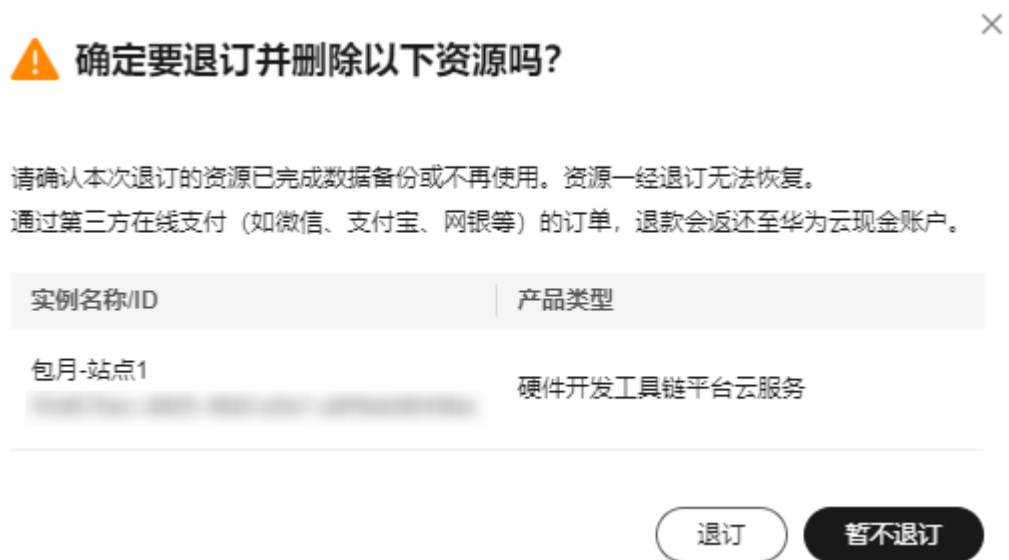 确定要退订并删除以下资源吗?
请确认本次退订的资源已完成数据备份或不再使用。资源一经退订无法恢复。
通过第三方在线支付（如微信、支付宝、网银等）的订单，退款会返还至华为云现金账户。
实例名称/ID
产品类型
包月-站点1
硬件开发工具链平台云服务
退订
暂不退订